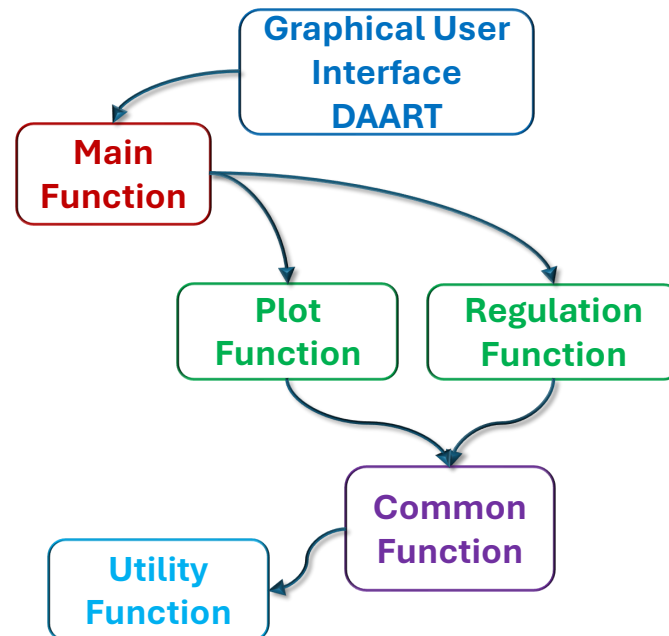 Graphical User
Interface
DAART
Main
Function
Plot
Function
Regulation
Function
Common
Function
Utility
Function